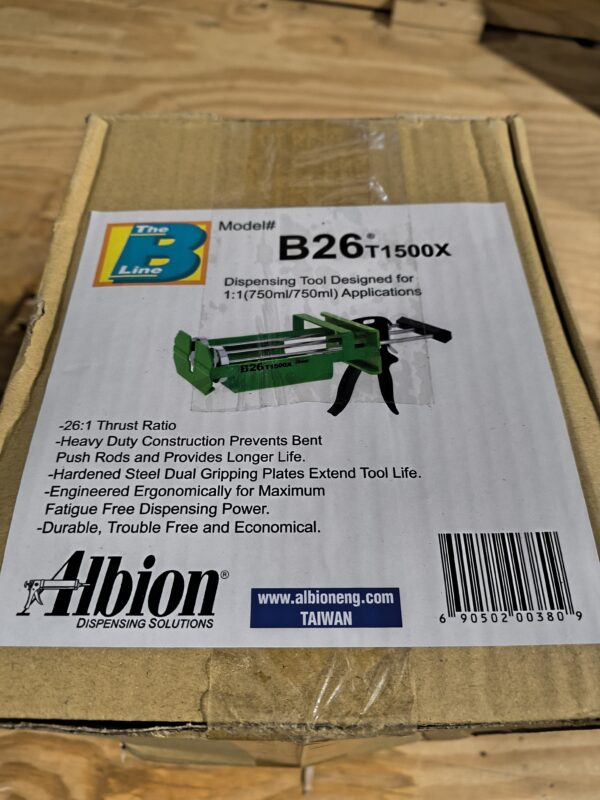 The
B
Line
Model#
B26® T1500X
Dispensing Tool Designed for
1:1(750ml/750ml) Applications
B26 T1500X
-26:1 Thrust Ratio
-Heavy Duty Construction Prevents Bent
Push Rods and Provides Longer Life.
-Hardened Steel Dual Gripping Plates Extend Tool Life.
-Engineered Ergonomically for Maximum
Fatigue Free Dispensing Power.
-Durable, Trouble Free and Economical.
Albion®
DISPENSING SOLUTIONS
www.albioneng.com
TAIWAN
6 90502 00380 9